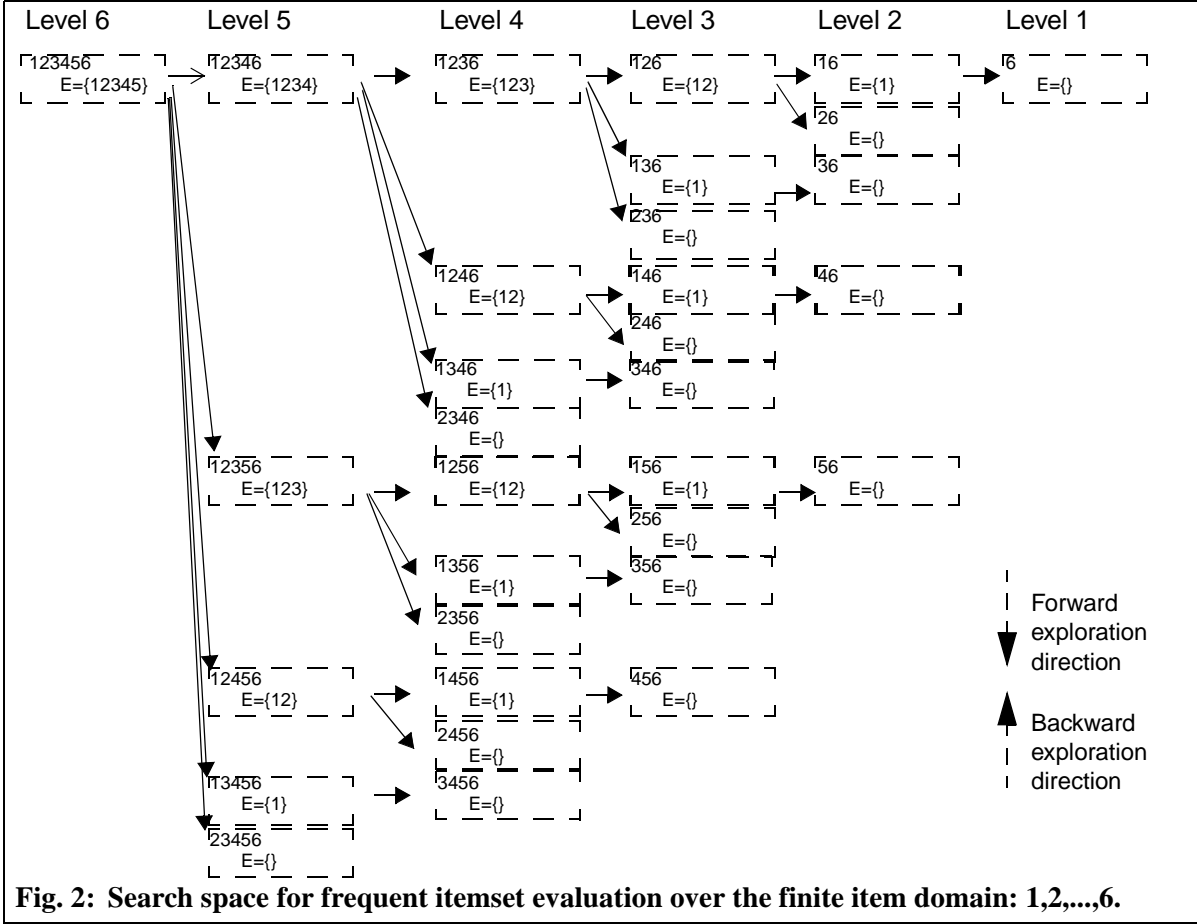 Level 6 Level 5 Level 4 Level 3 Level 2 Level 1
123456 12346 1236 126 16 6
E={12345} E={1234} E={123} E={12} E={1} E={}
26
E={}
136 36
E={1} E={}
236
E={}
1246 146 46
E={12} E={1} E={}
246
E={}
1346 346
E={1} E={}
2346
E={}
12356 1256 156 56
E={123} E={12} E={1} E={}
256
E={}
1356 356
E={1} E={}
2356
E={}
Forward
exploration
direction
12456 1456 456
E={12} E={1} E={}
2456
E={}
Backward
exploration
direction
13456 3456
E={1} E={}
23456
E={}
Fig. 2: Search space for frequent itemset evaluation over the finite item domain: 1,2,...,6.